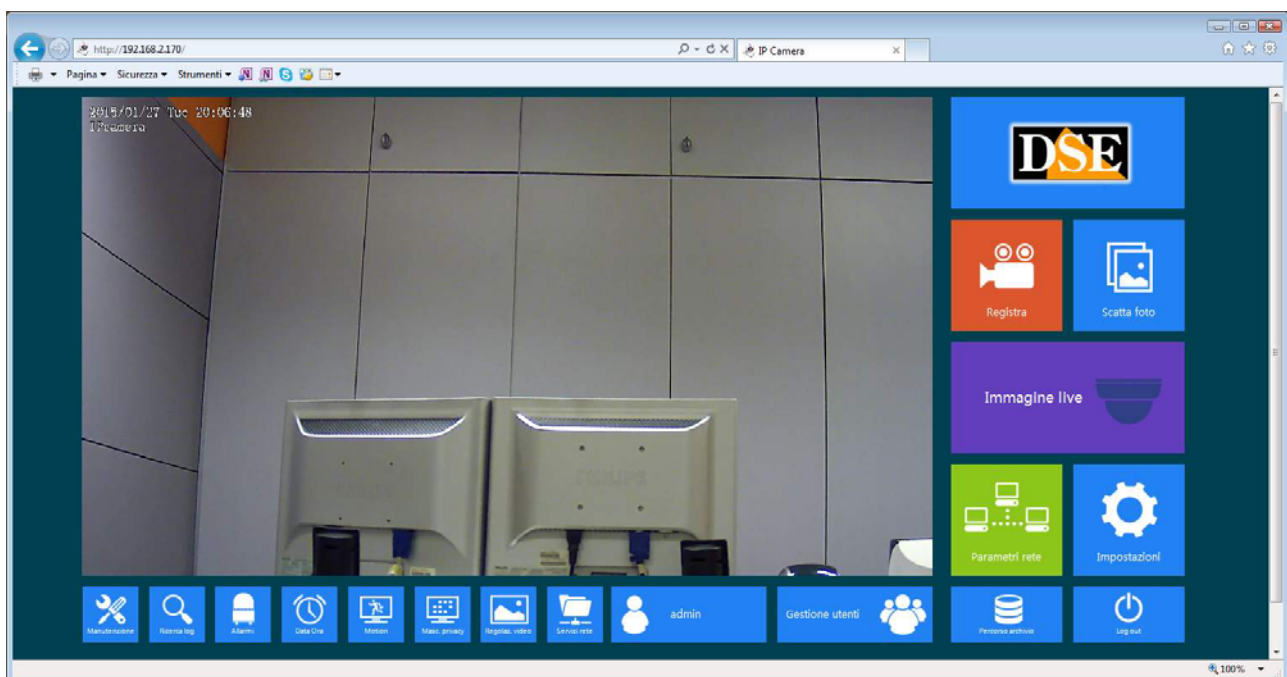 http://192.168.2.170/
IP Camera
Pagina Sicurezza Strumenti
2015/01/27 Tue 20:06:48
IPcamera
DSE
Registra
Scatta foto
Immagine live
PHILIPS
Parametri rete
Impostazioni
Manutenzione
Ricerca log
Allarmi
Data Ora
Motion
Masc. privacy
Regolaz. video
Servizi rete
admin
Gestione utenti
Percorso archivio
Log out
100%